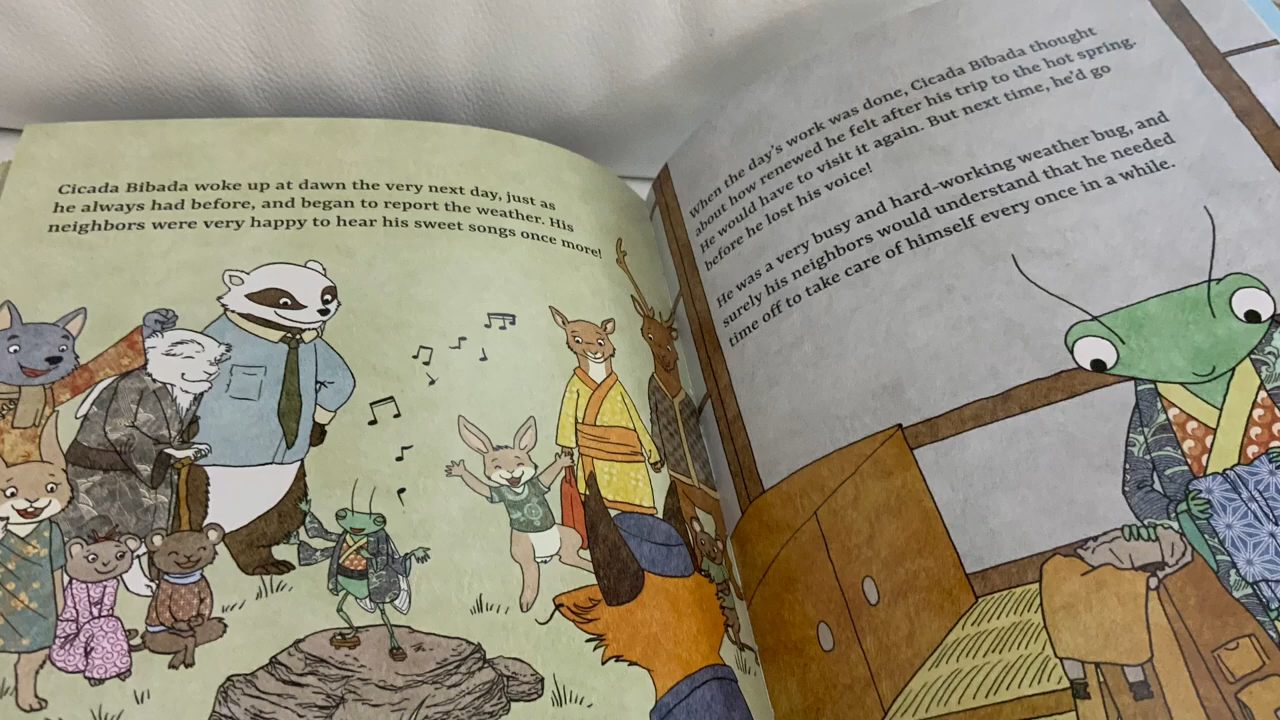 Cicada Bibada woke up at dawn the very next day, just as
he always had before, and began to report the weather. His
neighbors were very happy to hear his sweet songs once more!
When the day's work was done, Cicada Bibada thought
about how renewed he felt after his trip to the hot spring.
He would have to visit it again. But next time, he'd go
before he lost his voice!
He was a very busy and hard-working weather bug, and
surely his neighbors would understand that he needed
time off to take care of himself every once in a while.